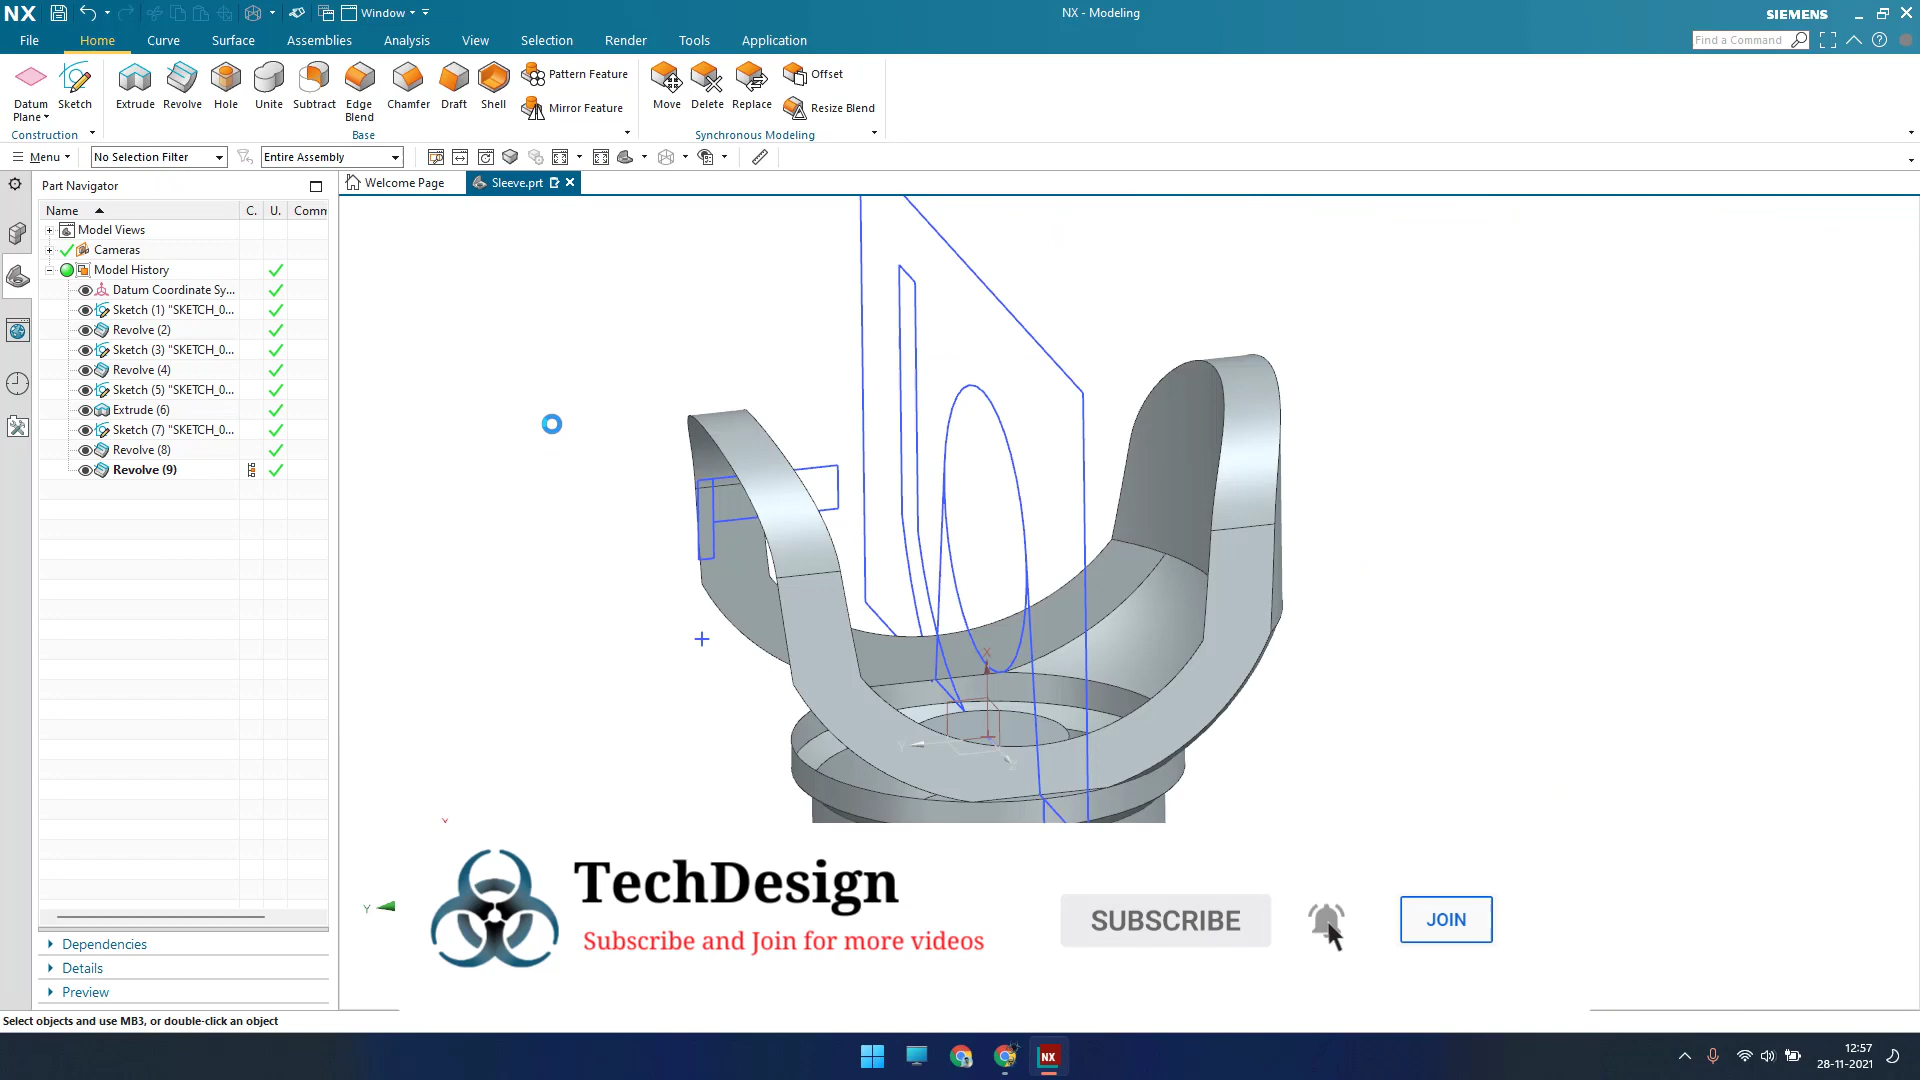 NX
Window
NX - Modeling
SIEMENS
File
Home
Curve
Surface
Assemblies
Analysis
View
Selection
Render
Tools
Application
Find a Command
Datum Plane
Sketch
Extrude
Revolve
Hole
Unite
Subtract
Edge Blend
Chamfer
Draft
Shell
Pattern Feature
Mirror Feature
Move
Delete
Replace
Offset
Resize Blend
Construction
Base
Synchronous Modeling
Menu
No Selection Filter
Entire Assembly
Part Navigator
Welcome Page
Sleeve.prt
Name C. U. Comm
Model Views
Cameras
Model History
Datum Coordinate Sy...
Sketch (1) "SKETCH_0...
Revolve (2)
Sketch (3) "SKETCH_0...
Revolve (4)
Sketch (5) "SKETCH_0...
Extrude (6)
Sketch (7) "SKETCH_0...
Revolve (8)
Revolve (9)
X
Y
Z
Y
TechDesign
Subscribe and Join for more videos
SUBSCRIBE
JOIN
Dependencies
Details
Preview
Select objects and use MB3, or double-click an object
NX
12:57
28-11-2021